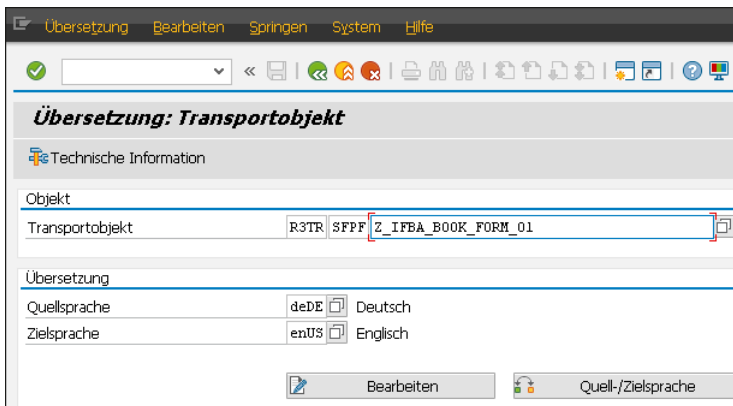 Übersetzung Bearbeiten Springen System Hilfe
Übersetzung: Transportobjekt
Technische Information
Objekt
Transportobjekt R3TR SFPF Z_IFBA_BOOK_FORM_01
Übersetzung
Quellsprache deDE Deutsch
Zielsprache enUS Englisch
Bearbeiten Quell-/Zielsprache